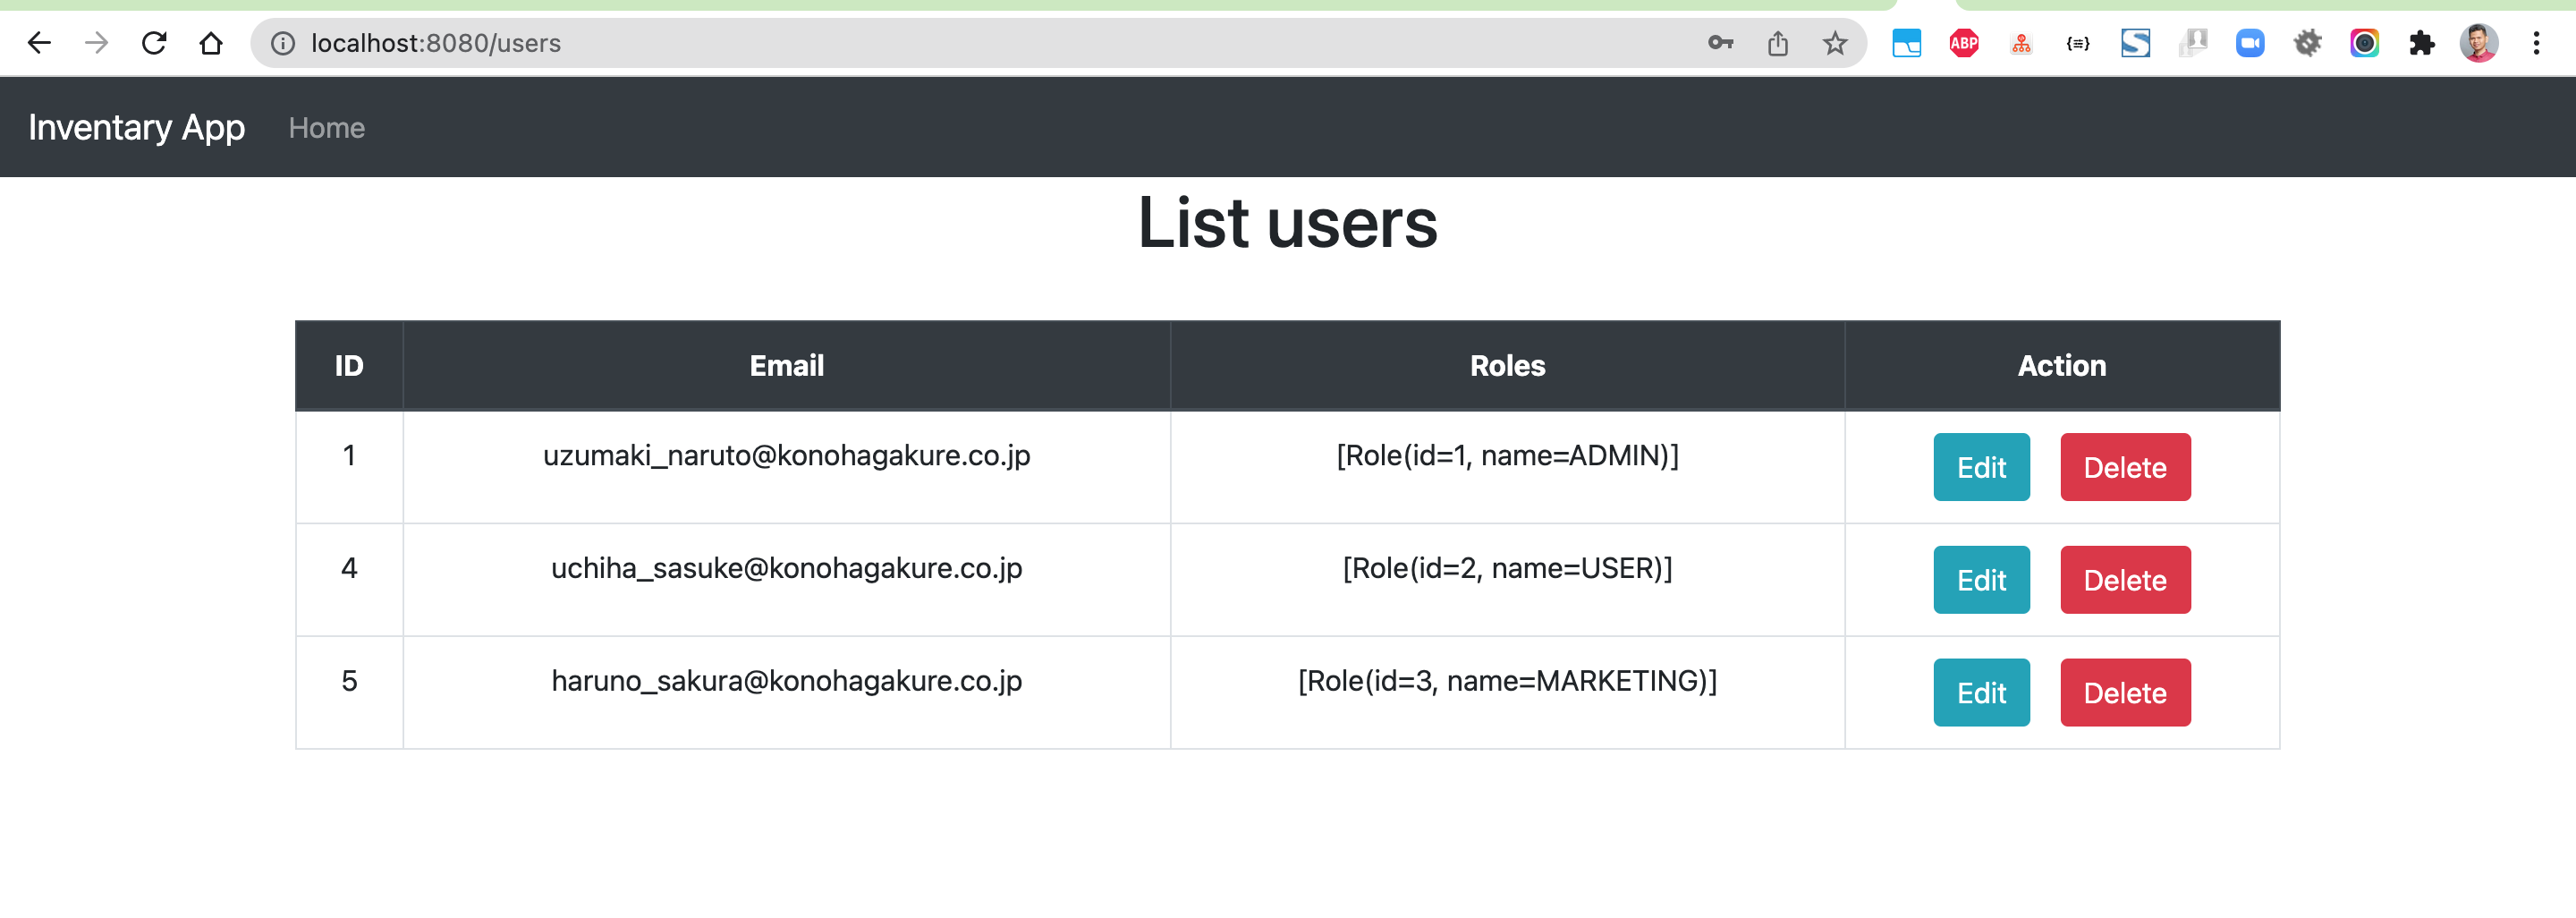 localhost:8080/users
ABP
Inventary App Home
List users
ID Email Roles Action
1 uzumaki_naruto@konohagakure.co.jp [Role(id=1, name=ADMIN)] Edit Delete
4 uchiha_sasuke@konohagakure.co.jp [Role(id=2, name=USER)] Edit Delete
5 haruno_sakura@konohagakure.co.jp [Role(id=3, name=MARKETING)] Edit Delete